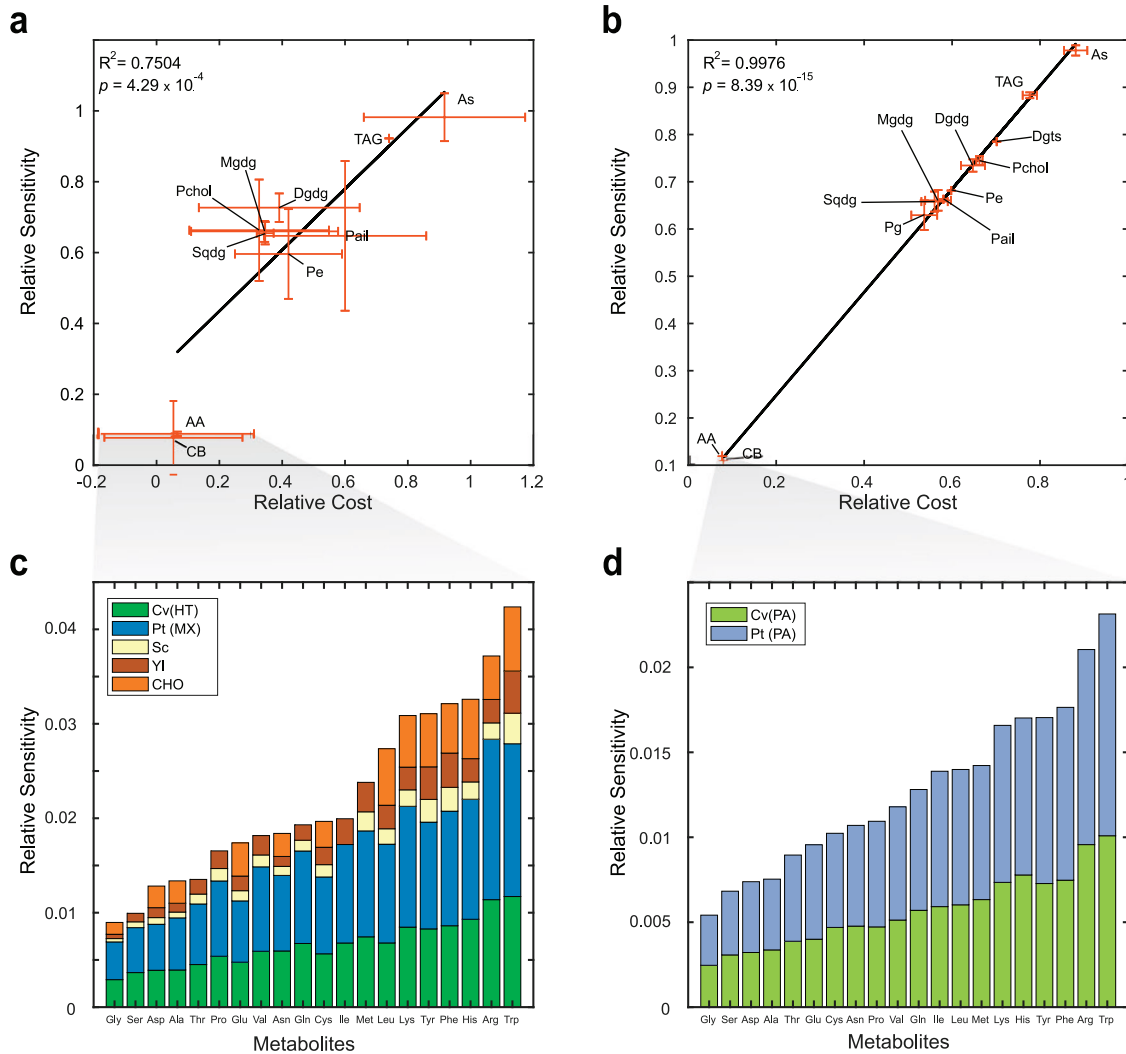 a
R² = 0.7504
p = 4.29 x 10⁻⁴
Relative Sensitivity
1
0.8
0.6
0.4
0.2
0
As
TAG
Mgdg
Pchol
Dgdg
Sqdg
Pail
Pe
AA
CB
-0.2 0 0.2 0.4 0.6 0.8 1 1.2
Relative Cost
b
R² = 0.9976
p = 8.39 x 10⁻¹⁵
Relative Sensitivity
1
0.9
0.8
0.7
0.6
0.5
0.4
0.3
0.2
0.1
As
TAG
Mgdg
Dgdg
Dgts
Pchol
Sqdg
Pe
Pg
Pail
AA
CB
0 0.2 0.4 0.6 0.8 1
Relative Cost
c
Cv(HT)
Pt (MX)
Sc
Yl
CHO
Relative Sensitivity
0.04
0.03
0.02
0.01
0
Gly Ser Asp Ala Thr Pro Glu Val Asn Gln Cys Ile Met Leu Lys Tyr Phe His Arg Trp
Metabolites
d
Cv(PA)
Pt (PA)
Relative Sensitivity
0.02
0.015
0.01
0.005
0
Gly Ser Asp Ala Thr Glu Cys Asn Pro Val Gln Ile Leu Met Lys His Tyr Phe Arg Trp
Metabolites